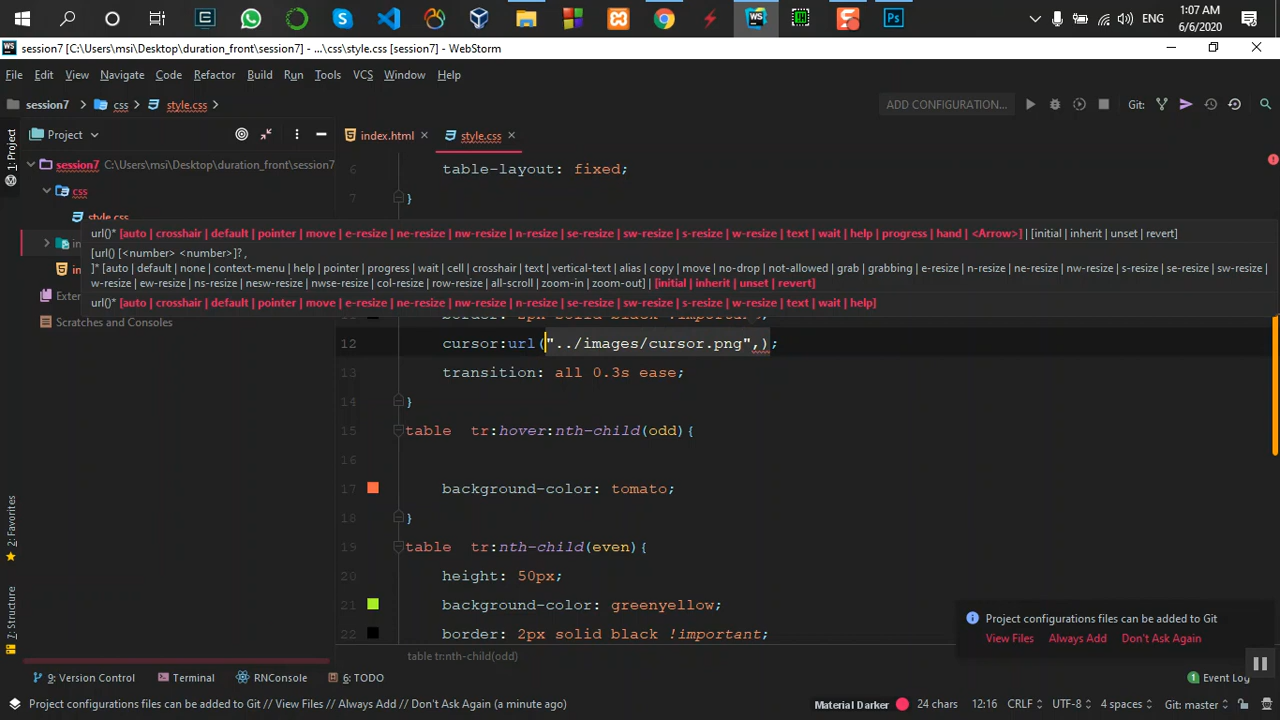 ENG
1:07 AM
6/6/2020
session7 [C:\Users\msi\Desktop\duration_front\session7] - ...\css\style.css [session7] - WebStorm
File Edit View Navigate Code Refactor Build Run Tools VCS Window Help
session7 css style.css ADD CONFIGURATION... Git:
Project index.html style.css
1: Project
session7 C:\Users\msi\Desktop\duration_front\session7
6 table-layout: fixed;
css
7 }
style.css
url()* [auto | crosshair | default | pointer | move | e-resize | ne-resize | nw-resize | n-resize | se-resize | sw-resize | s-resize | w-resize | text | wait | help | progress | hand | <Arrow>] | [initial | inherit | unset | revert]
[url() [<number> <number>]? ,
]* [auto | default | none | context-menu | help | pointer | progress | wait | cell | crosshair | text | vertical-text | alias | copy | move | no-drop | not-allowed | grab | grabbing | e-resize | n-resize | ne-resize | nw-resize | s-resize | se-resize | sw-resize |
w-resize | ew-resize | ns-resize | nesw-resize | nwse-resize | col-resize | row-resize | all-scroll | zoom-in | zoom-out] | [initial | inherit | unset | revert]
url()* [auto | crosshair | default | pointer | move | e-resize | ne-resize | nw-resize | n-resize | se-resize | sw-resize | s-resize | w-resize | text | wait | help]
Scratches and Consoles
border: 2px solid black !important;
12 cursor:url("../images/cursor.png",);
13 transition: all 0.3s ease;
14 }
15 table  tr:hover:nth-child(odd){
16
17 background-color: tomato;
18 }
19 table  tr:nth-child(even){
20 height: 50px;
21 background-color: greenyellow;
22 border: 2px solid black !important;
2: Favorites
7: Structure
Project configurations files can be added to Git
View Files Always Add Don't Ask Again
table tr:nth-child(odd)
9: Version Control Terminal RNConsole 6: TODO 1 Event Log
Project configurations files can be added to Git // View Files // Always Add // Don't Ask Again (a minute ago) Material Darker 24 chars 12:16 CRLF UTF-8 4 spaces Git: master